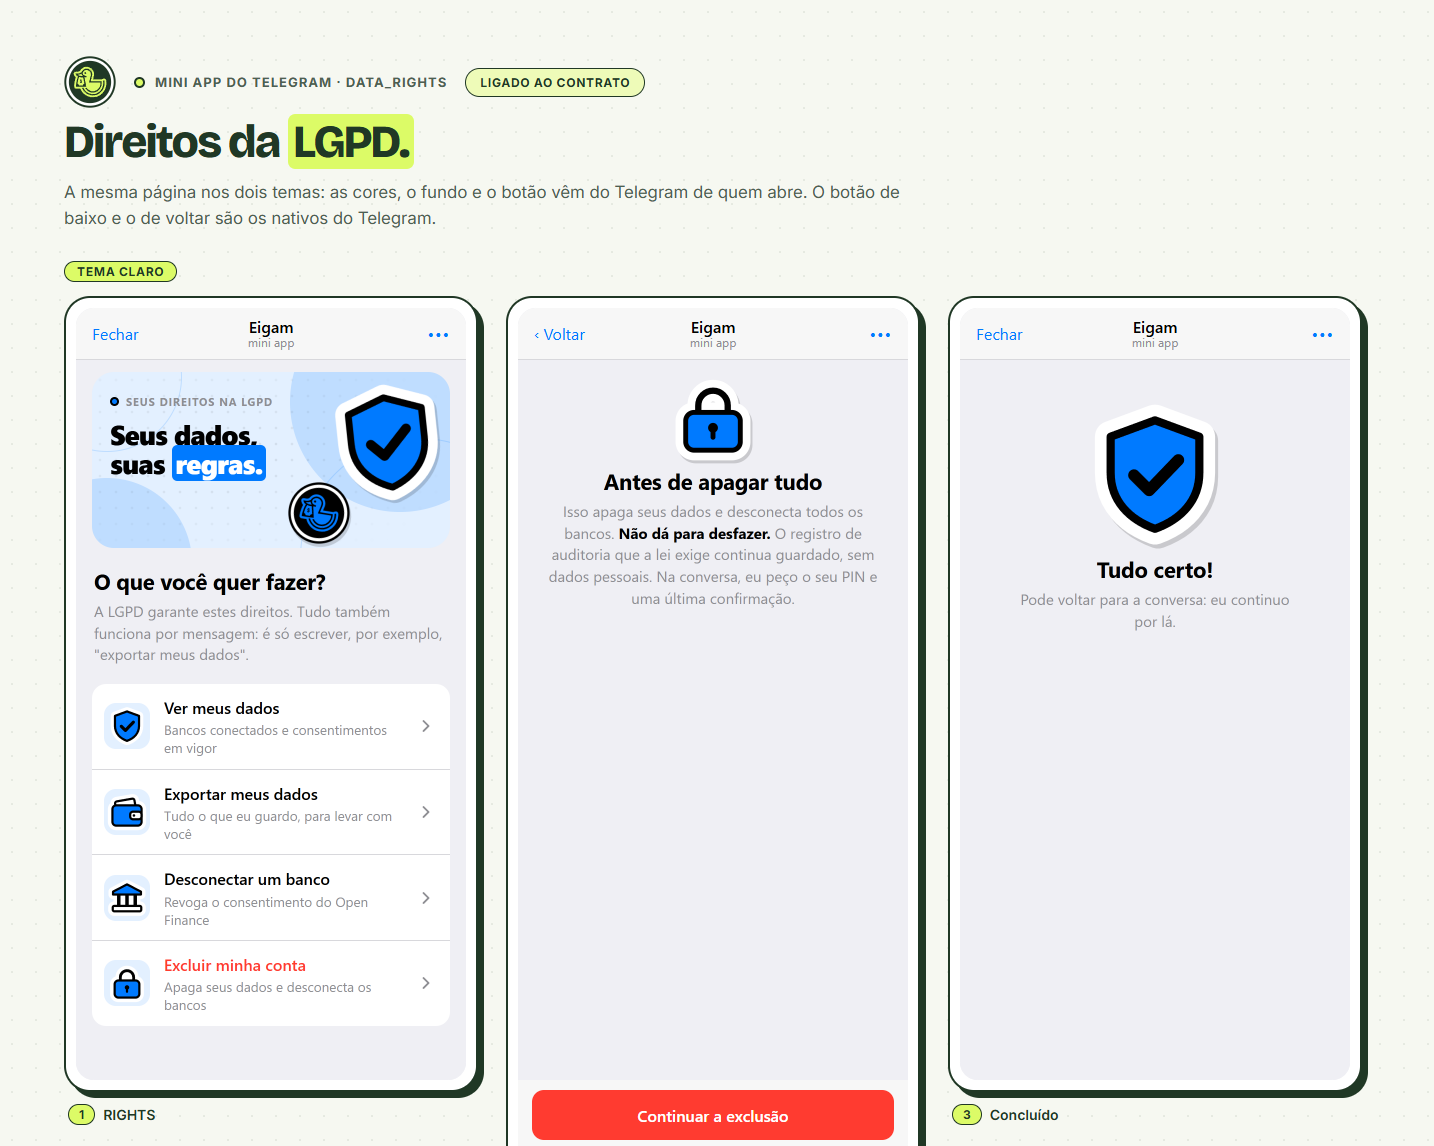 MINI APP DO TELEGRAM · DATA_RIGHTS
LIGADO AO CONTRATO
Direitos da LGPD.
A mesma página nos dois temas: as cores, o fundo e o botão vêm do Telegram de quem abre. O botão de
baixo e o de voltar são os nativos do Telegram.
TEMA CLARO
Fechar
Eigam
mini app
SEUS DIREITOS NA LGPD
Seus dados,
suas regras.
O que você quer fazer?
A LGPD garante estes direitos. Tudo também
funciona por mensagem: é só escrever, por exemplo,
"exportar meus dados".
Ver meus dados
Bancos conectados e consentimentos
em vigor
Exportar meus dados
Tudo o que eu guardo, para levar com
você
Desconectar um banco
Revoga o consentimento do Open
Finance
Excluir minha conta
Apaga seus dados e desconecta os
bancos
1 RIGHTS
‹ Voltar
Eigam
mini app
Antes de apagar tudo
Isso apaga seus dados e desconecta todos os
bancos. Não dá para desfazer. O registro de
auditoria que a lei exige continua guardado, sem
dados pessoais. Na conversa, eu peço o seu PIN e
uma última confirmação.
Continuar a exclusão
Fechar
Eigam
mini app
Tudo certo!
Pode voltar para a conversa: eu continuo
por lá.
3 Concluído